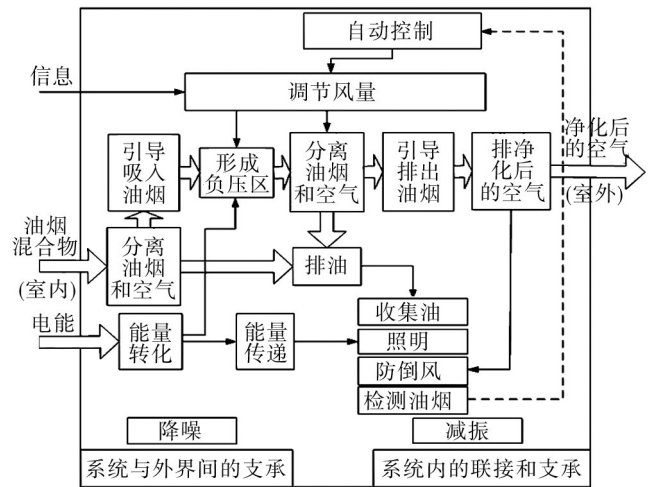 自动控制
信息
调节风量
引导
吸入
油烟
形成
负压区
分离
油烟
和空气
引导
排出
油烟
排净
化后
的空气
净化后
的空气
(室外)
油烟
混合物
(室内)
分离
油烟
和空气
排油
收集油
电能
能量
转化
能量
传递
照明
防倒风
检测油烟
降噪
减振
系统与外界间的支承
系统内的联接和支承